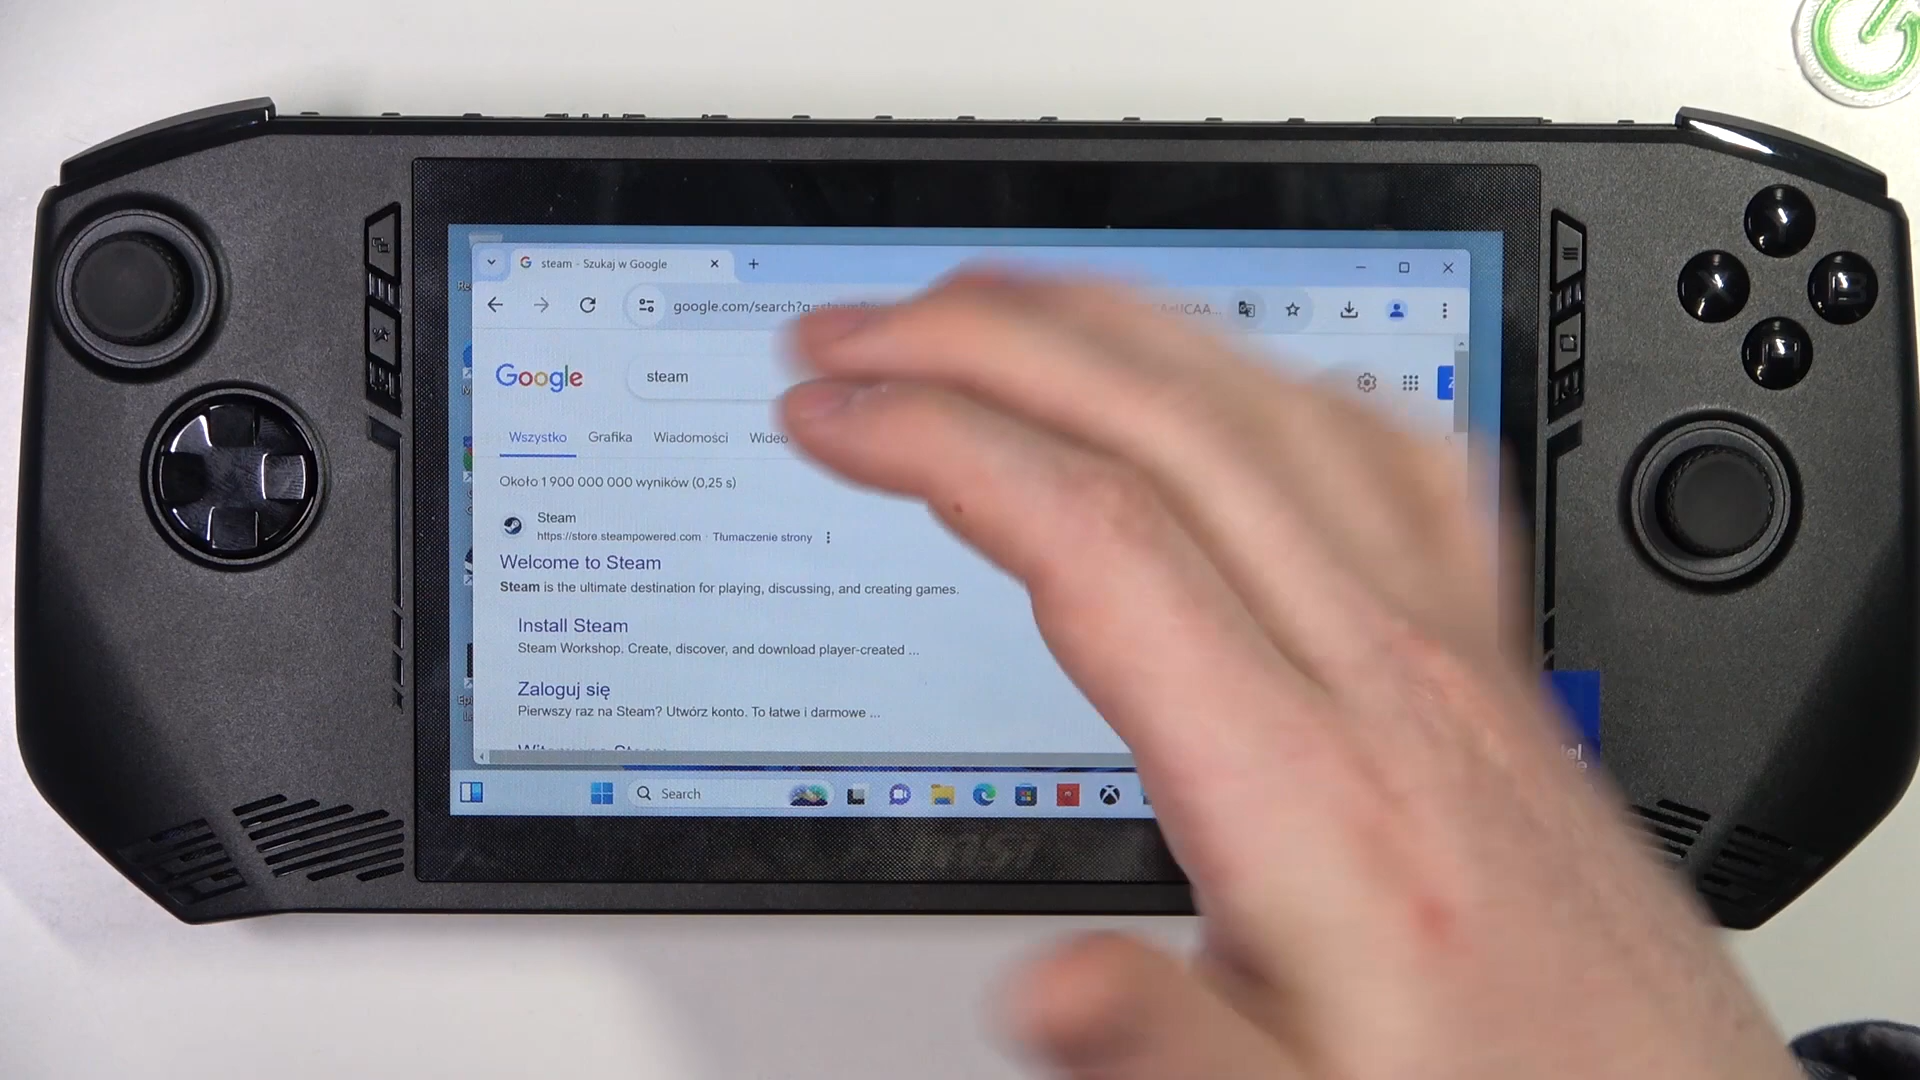 steam - Szukaj w Google
google.com/search?q=steam
Google
steam
Wszystko Grafika Wiadomości Wideo
Około 1 900 000 000 wyników (0,25 s)
Steam
https://store.steampowered.com · Tłumaczenie strony
Welcome to Steam
Steam is the ultimate destination for playing, discussing, and creating games.
Install Steam
Steam Workshop. Create, discover, and download player-created ...
Zaloguj się
Pierwszy raz na Steam? Utwórz konto. To łatwe i darmowe ...
Search
msi
Y
X
B